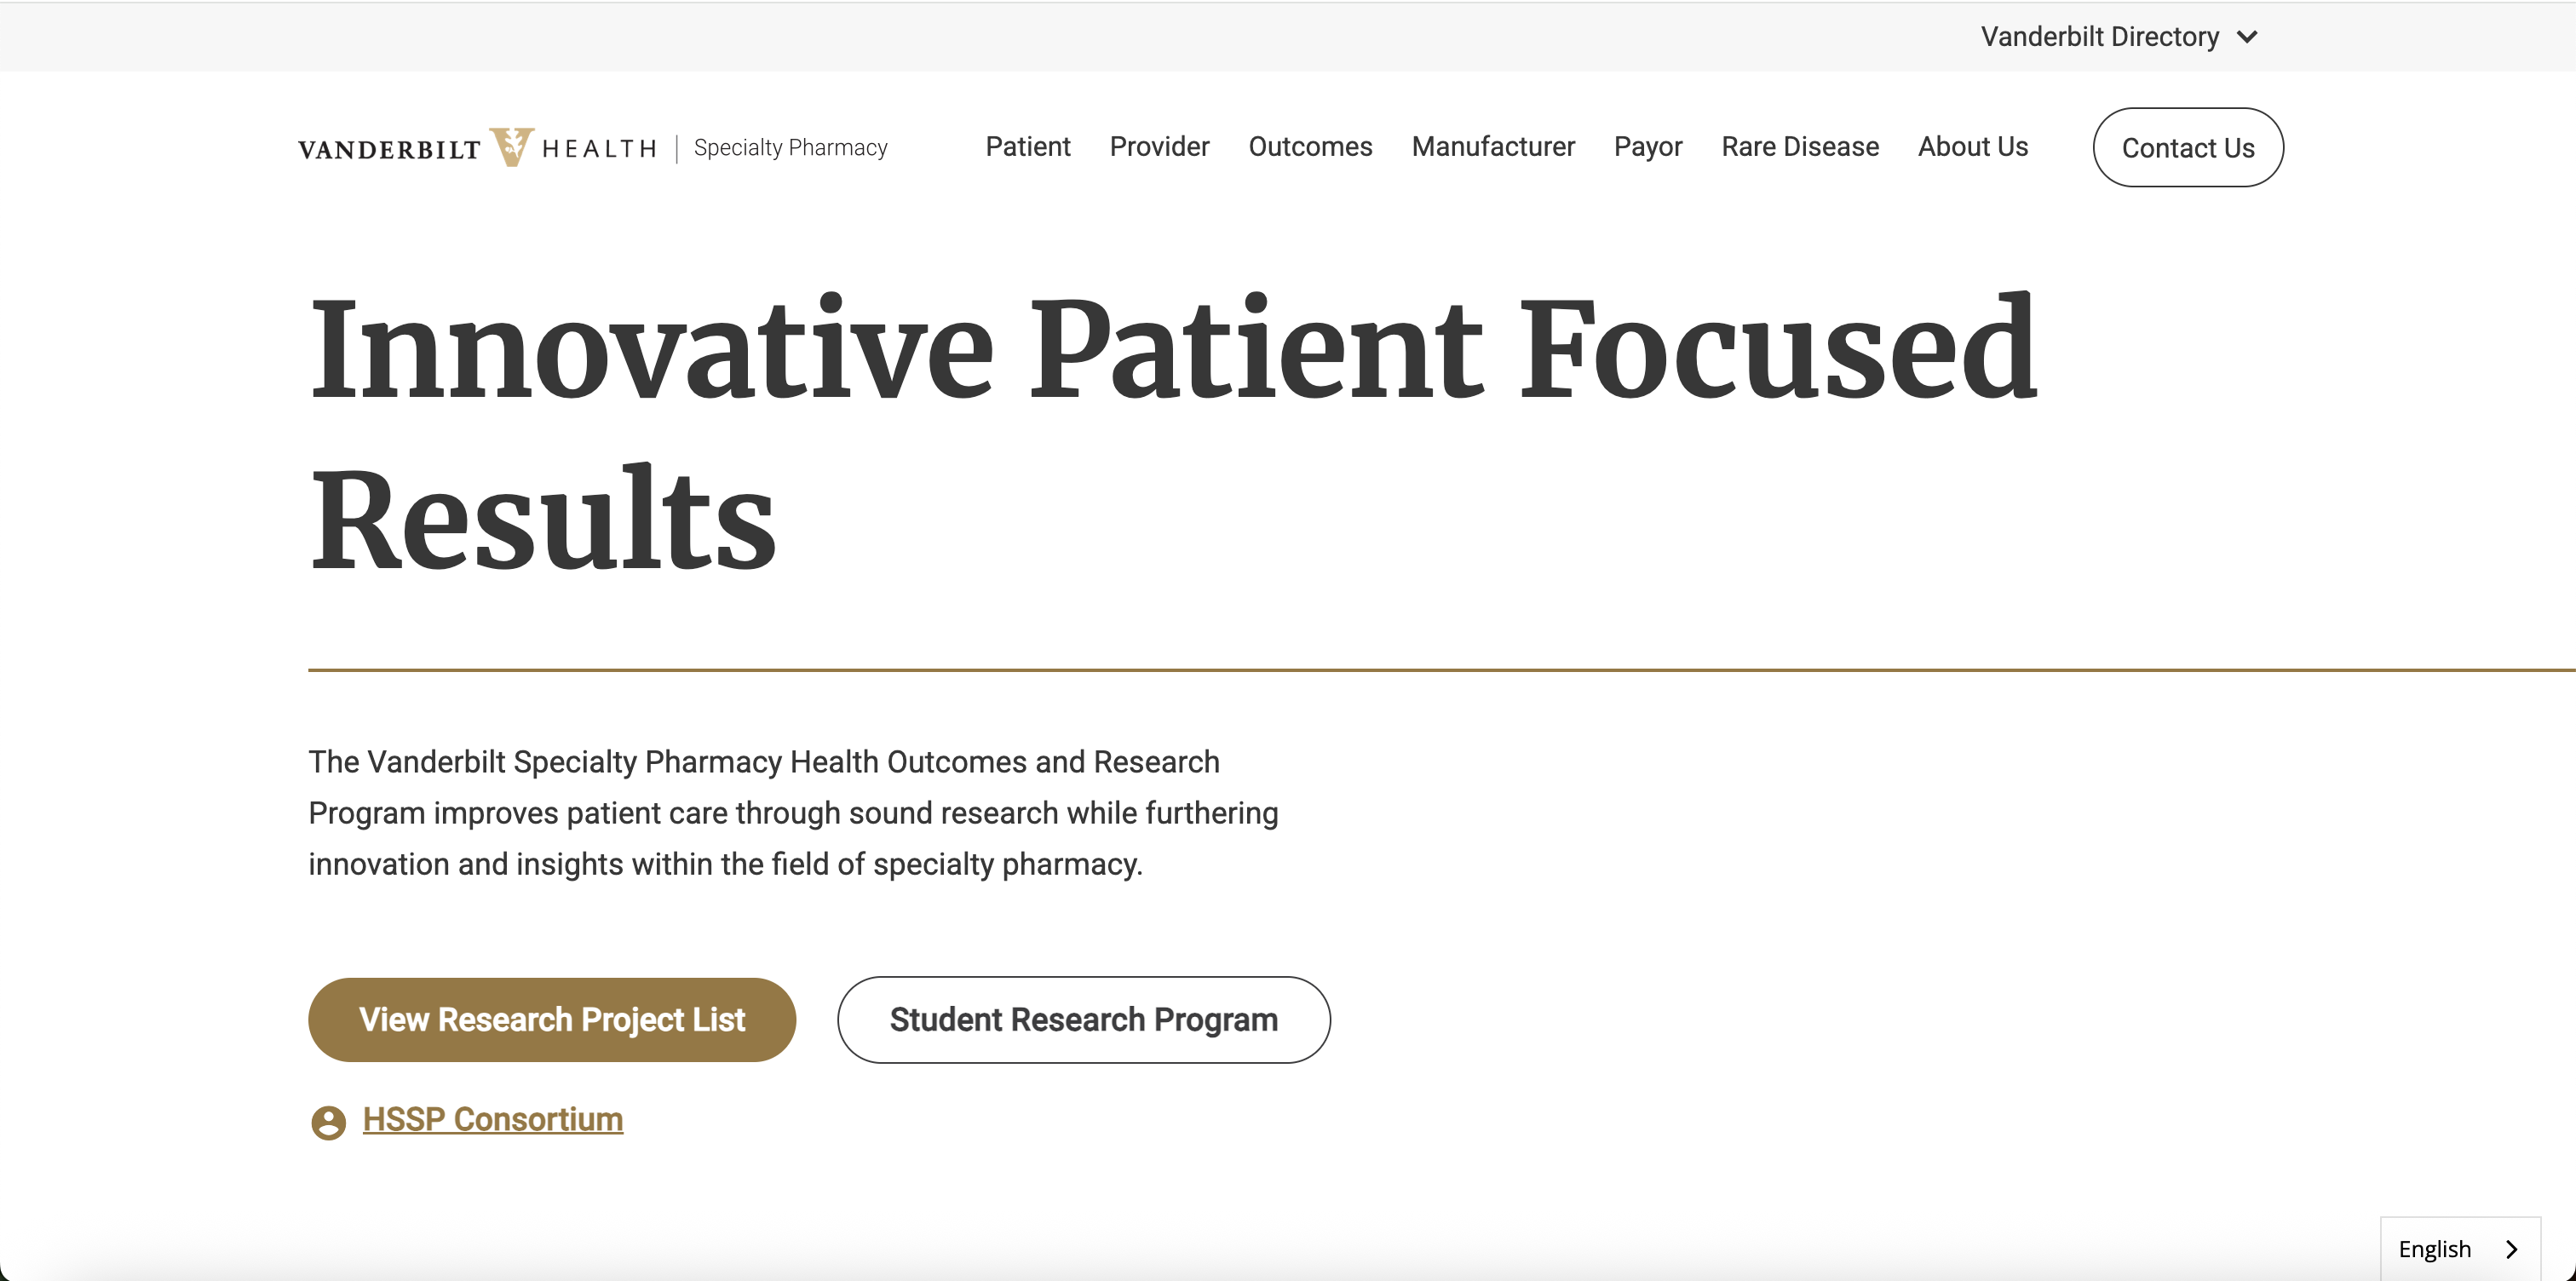 Vanderbilt Directory
VANDERBILT V HEALTH | Specialty Pharmacy
Patient Provider Outcomes Manufacturer Payor Rare Disease About Us Contact Us
Innovative Patient Focused
Results
The Vanderbilt Specialty Pharmacy Health Outcomes and Research
Program improves patient care through sound research while furthering
innovation and insights within the field of specialty pharmacy.
View Research Project List Student Research Program
HSSP Consortium
English